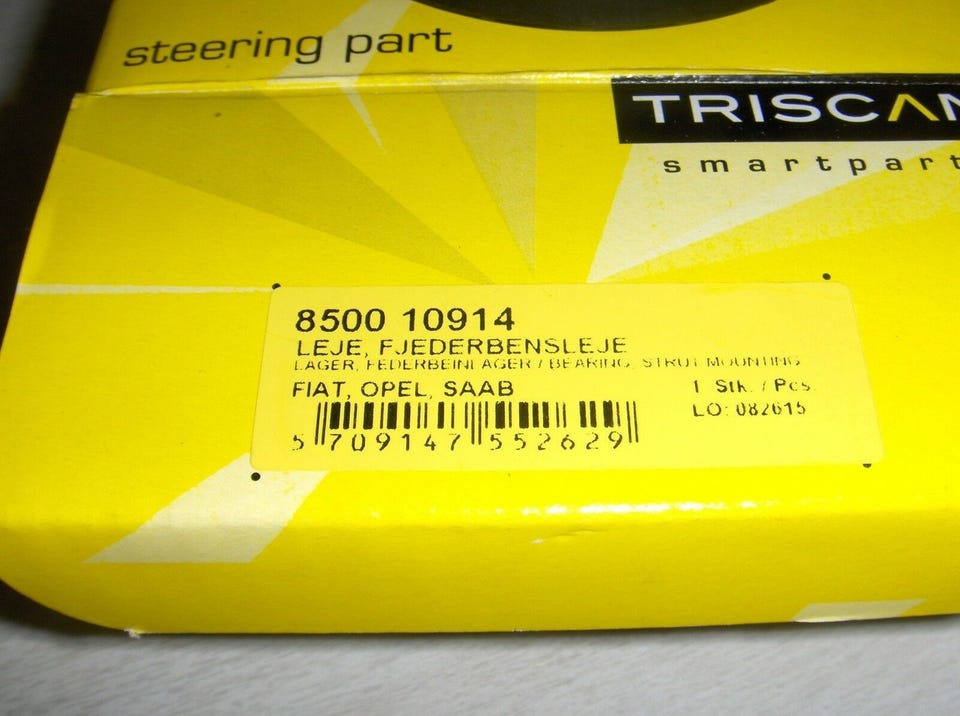 steering part
TRISCAN
smartpart
8500 10914
LEJE, FJEDERBENSLEJE
LAGER, FEDERBEINLAGER / BEARING, STRUT MOUNTING
FIAT, OPEL, SAAB
1 Stk. / Pcs.
LO: 082615
5 709147 552629